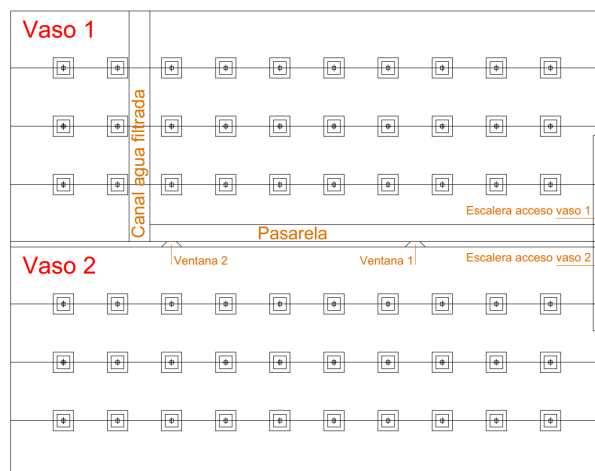 Vaso 1
Canal agua filtrada
Escalera acceso vaso 1
Pasarela
Ventana 2
Ventana 1
Escalera acceso vaso 2
Vaso 2